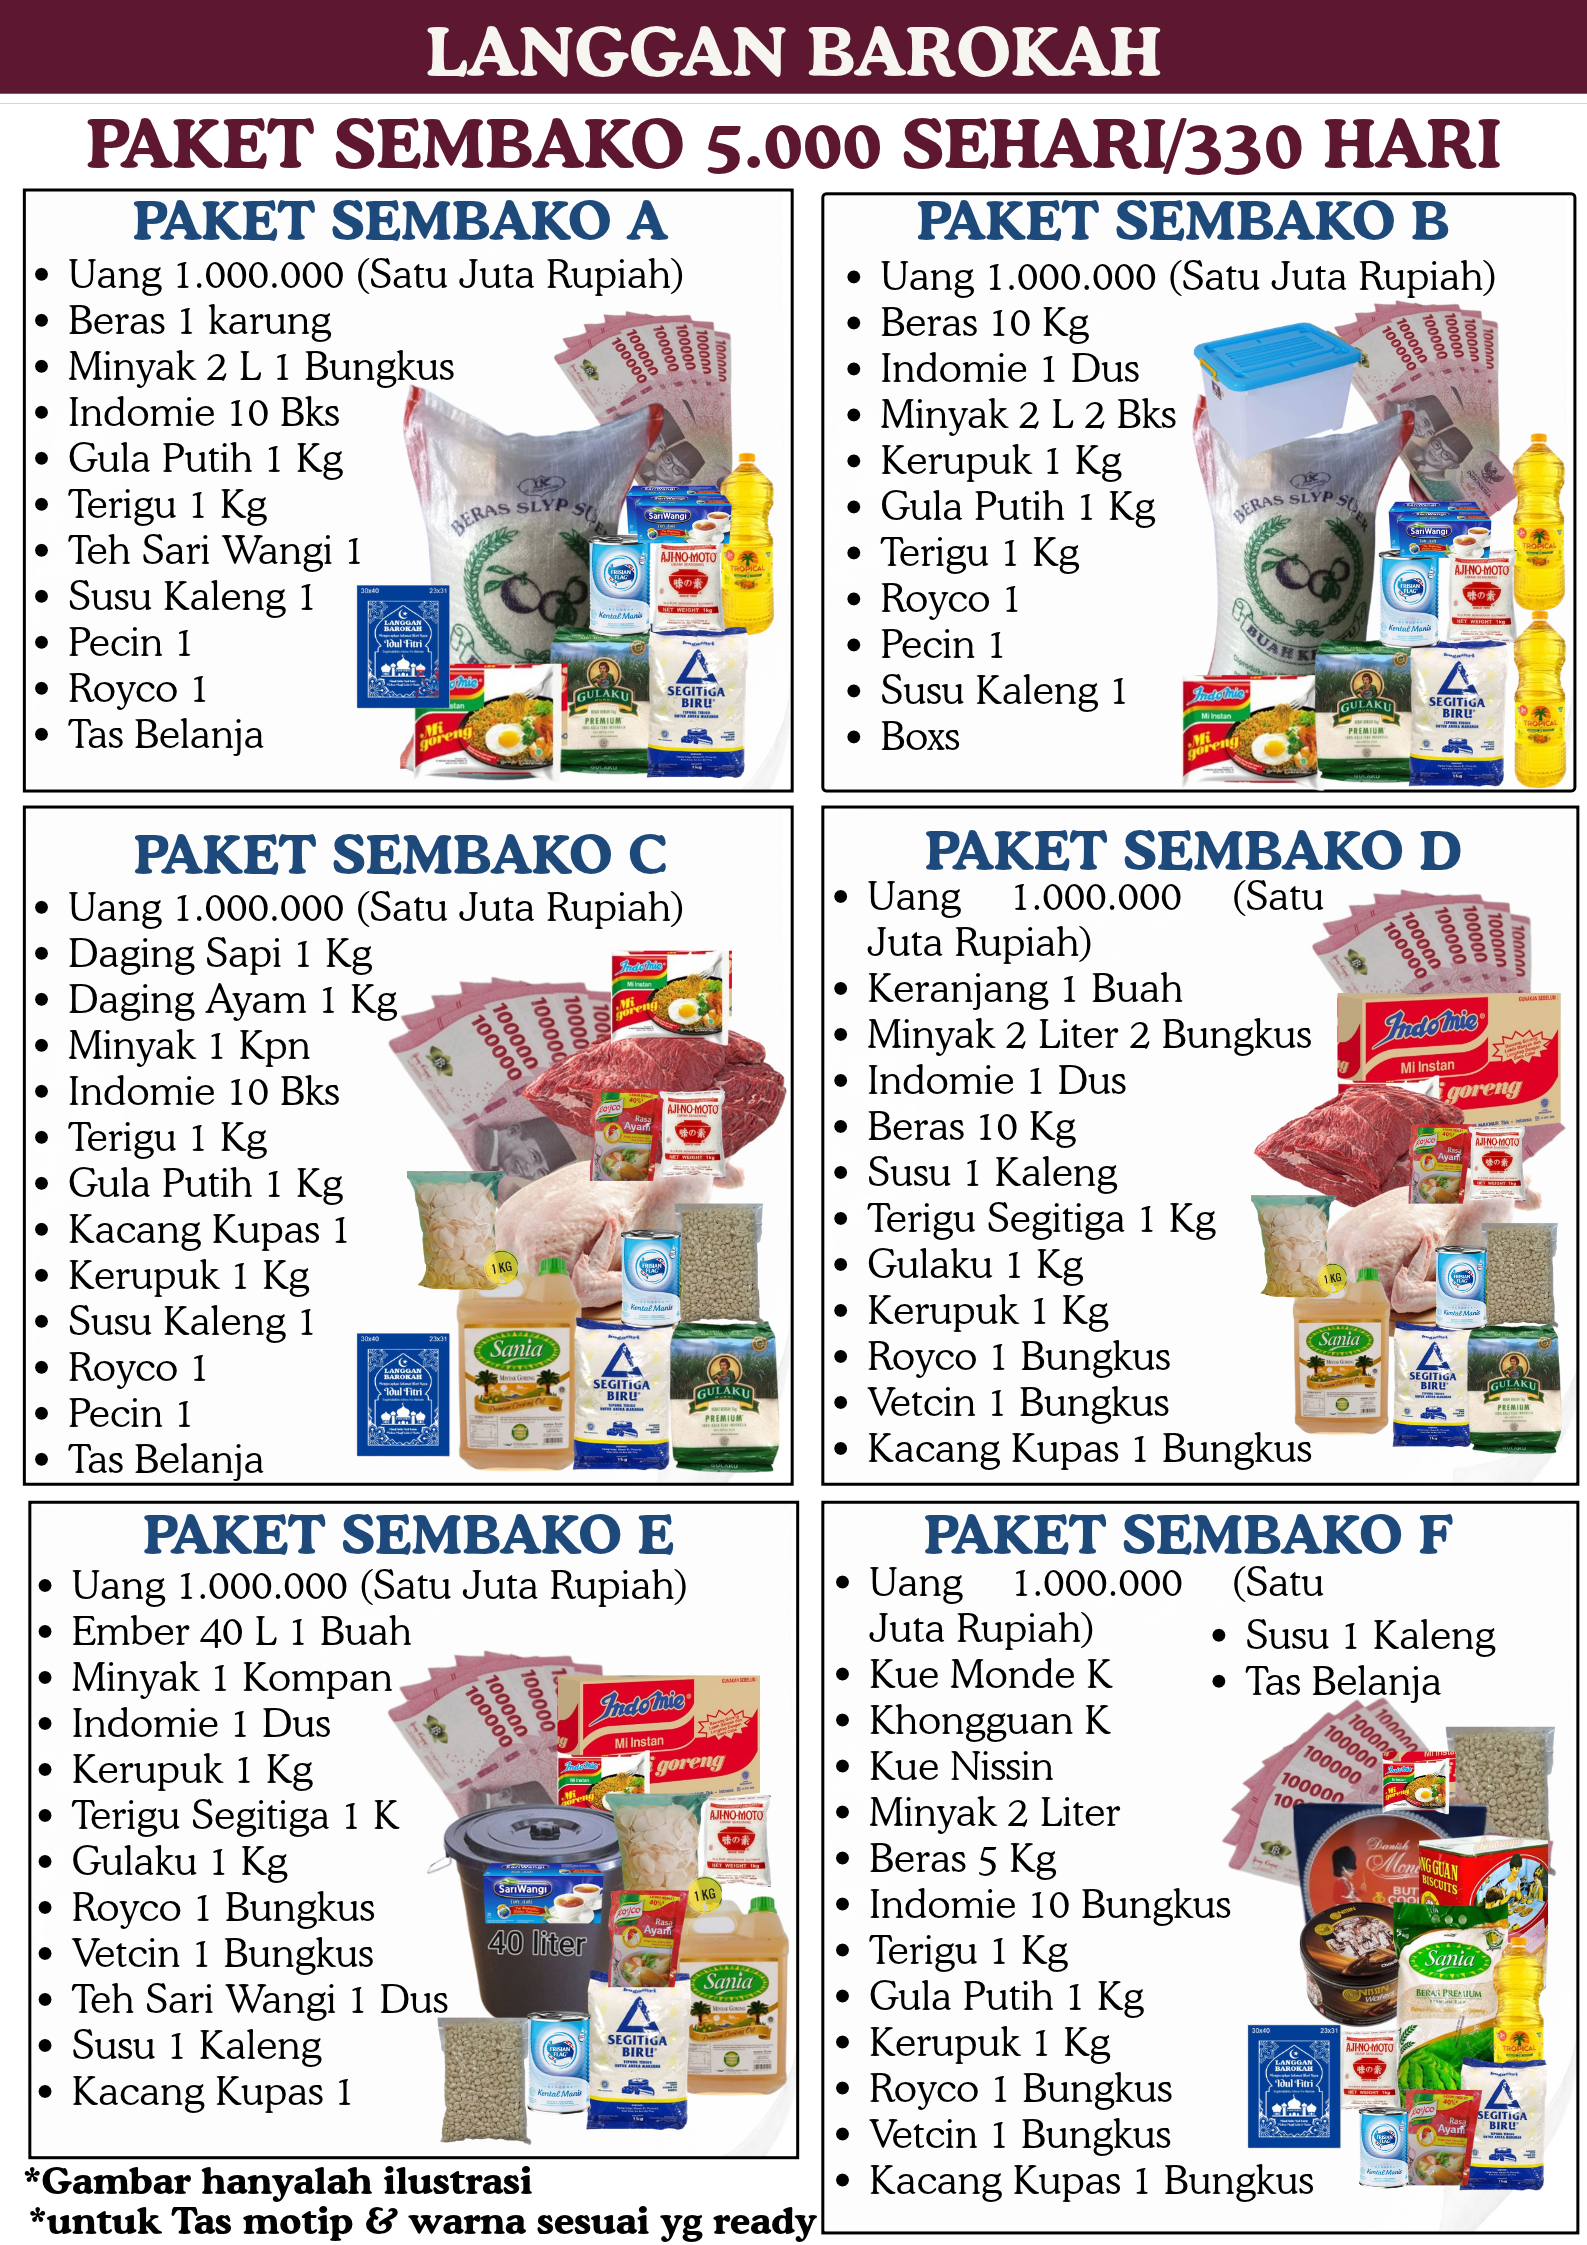 LANGGAN BAROKAH
PAKET SEMBAKO 5.000 SEHARI/330 HARI
PAKET SEMBAKO A
• Uang 1.000.000 (Satu Juta Rupiah)
• Beras 1 karung
• Minyak 2 L 1 Bungkus
• Indomie 10 Bks
• Gula Putih 1 Kg
• Terigu 1 Kg
• Teh Sari Wangi 1
• Susu Kaleng 1
• Pecin 1
• Royco 1
• Tas Belanja
PAKET SEMBAKO B
• Uang 1.000.000 (Satu Juta Rupiah)
• Beras 10 Kg
• Indomie 1 Dus
• Minyak 2 L 2 Bks
• Kerupuk 1 Kg
• Gula Putih 1 Kg
• Terigu 1 Kg
• Royco 1
• Pecin 1
• Susu Kaleng 1
• Boxs
PAKET SEMBAKO C
• Uang 1.000.000 (Satu Juta Rupiah)
• Daging Sapi 1 Kg
• Daging Ayam 1 Kg
• Minyak 1 Kpn
• Indomie 10 Bks
• Terigu 1 Kg
• Gula Putih 1 Kg
• Kacang Kupas 1
• Kerupuk 1 Kg
• Susu Kaleng 1
• Royco 1
• Pecin 1
• Tas Belanja
PAKET SEMBAKO D
• Uang 1.000.000 (Satu
Juta Rupiah)
• Keranjang 1 Buah
• Minyak 2 Liter 2 Bungkus
• Indomie 1 Dus
• Beras 10 Kg
• Susu 1 Kaleng
• Terigu Segitiga 1 Kg
• Gulaku 1 Kg
• Kerupuk 1 Kg
• Royco 1 Bungkus
• Vetcin 1 Bungkus
• Kacang Kupas 1 Bungkus
PAKET SEMBAKO E
• Uang 1.000.000 (Satu Juta Rupiah)
• Ember 40 L 1 Buah
• Minyak 1 Kompan
• Indomie 1 Dus
• Kerupuk 1 Kg
• Terigu Segitiga 1 K
• Gulaku 1 Kg
• Royco 1 Bungkus
• Vetcin 1 Bungkus
• Teh Sari Wangi 1 Dus
• Susu 1 Kaleng
• Kacang Kupas 1
40 liter
PAKET SEMBAKO F
• Uang 1.000.000 (Satu
Juta Rupiah)
• Kue Monde K
• Khongguan K
• Kue Nissin
• Minyak 2 Liter
• Beras 5 Kg
• Indomie 10 Bungkus
• Terigu 1 Kg
• Gula Putih 1 Kg
• Kerupuk 1 Kg
• Royco 1 Bungkus
• Vetcin 1 Bungkus
• Kacang Kupas 1 Bungkus
• Susu 1 Kaleng
• Tas Belanja
*Gambar hanyalah ilustrasi
*untuk Tas motip & warna sesuai yg ready